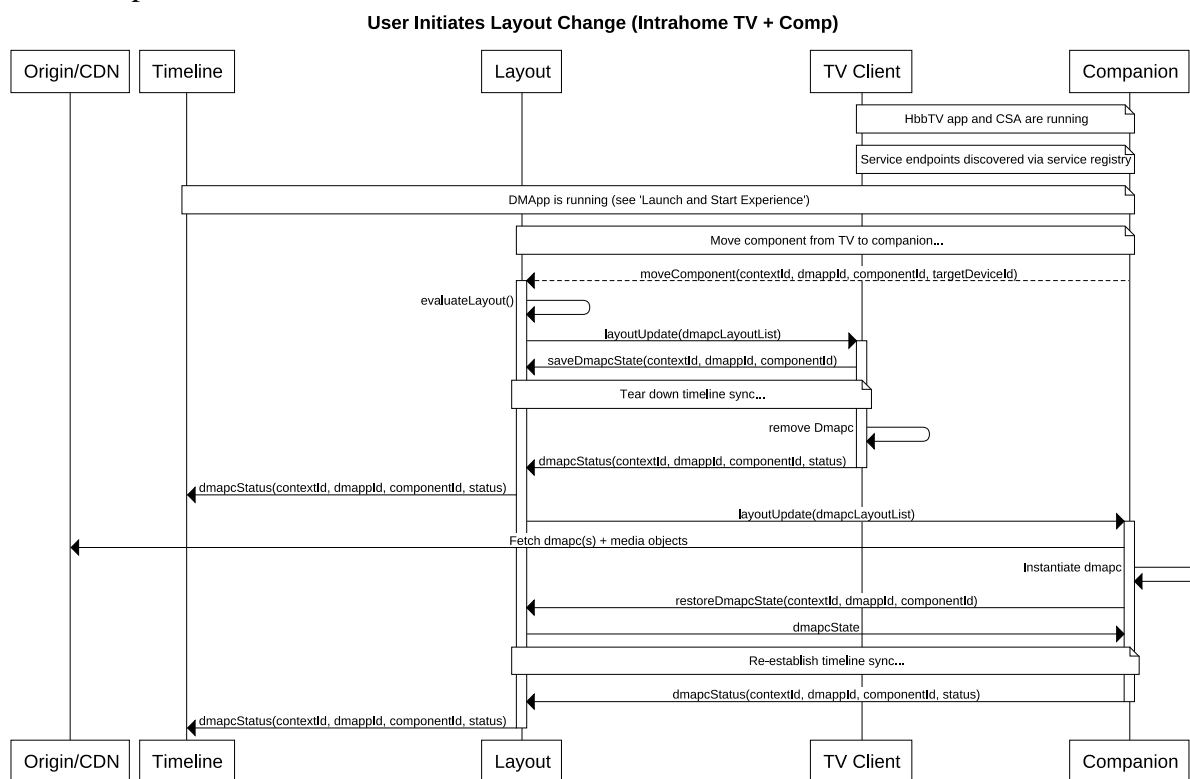 User Initiates Layout Change (Intrahome TV + Comp)
Origin/CDN
Timeline
Layout
TV Client
Companion
HbbTV app and CSA are running
Service endpoints discovered via service registry
DMApp is running (see 'Launch and Start Experience')
Move component from TV to companion...
moveComponent(contextId, dmappId, componentId, targetDeviceId)
evaluateLayout()
layoutUpdate(dmapcLayoutList)
saveDmapcState(contextId, dmappId, componentId)
Tear down timeline sync...
remove Dmapc
dmapcStatus(contextId, dmappId, componentId, status)
dmapcStatus(contextId, dmappId, componentId, status)
layoutUpdate(dmapcLayoutList)
Fetch dmapc(s) + media objects
Instantiate dmapc
restoreDmapcState(contextId, dmappId, componentId)
dmapcState
Re-establish timeline sync...
dmapcStatus(contextId, dmappId, componentId, status)
dmapcStatus(contextId, dmappId, componentId, status)
Origin/CDN
Timeline
Layout
TV Client
Companion